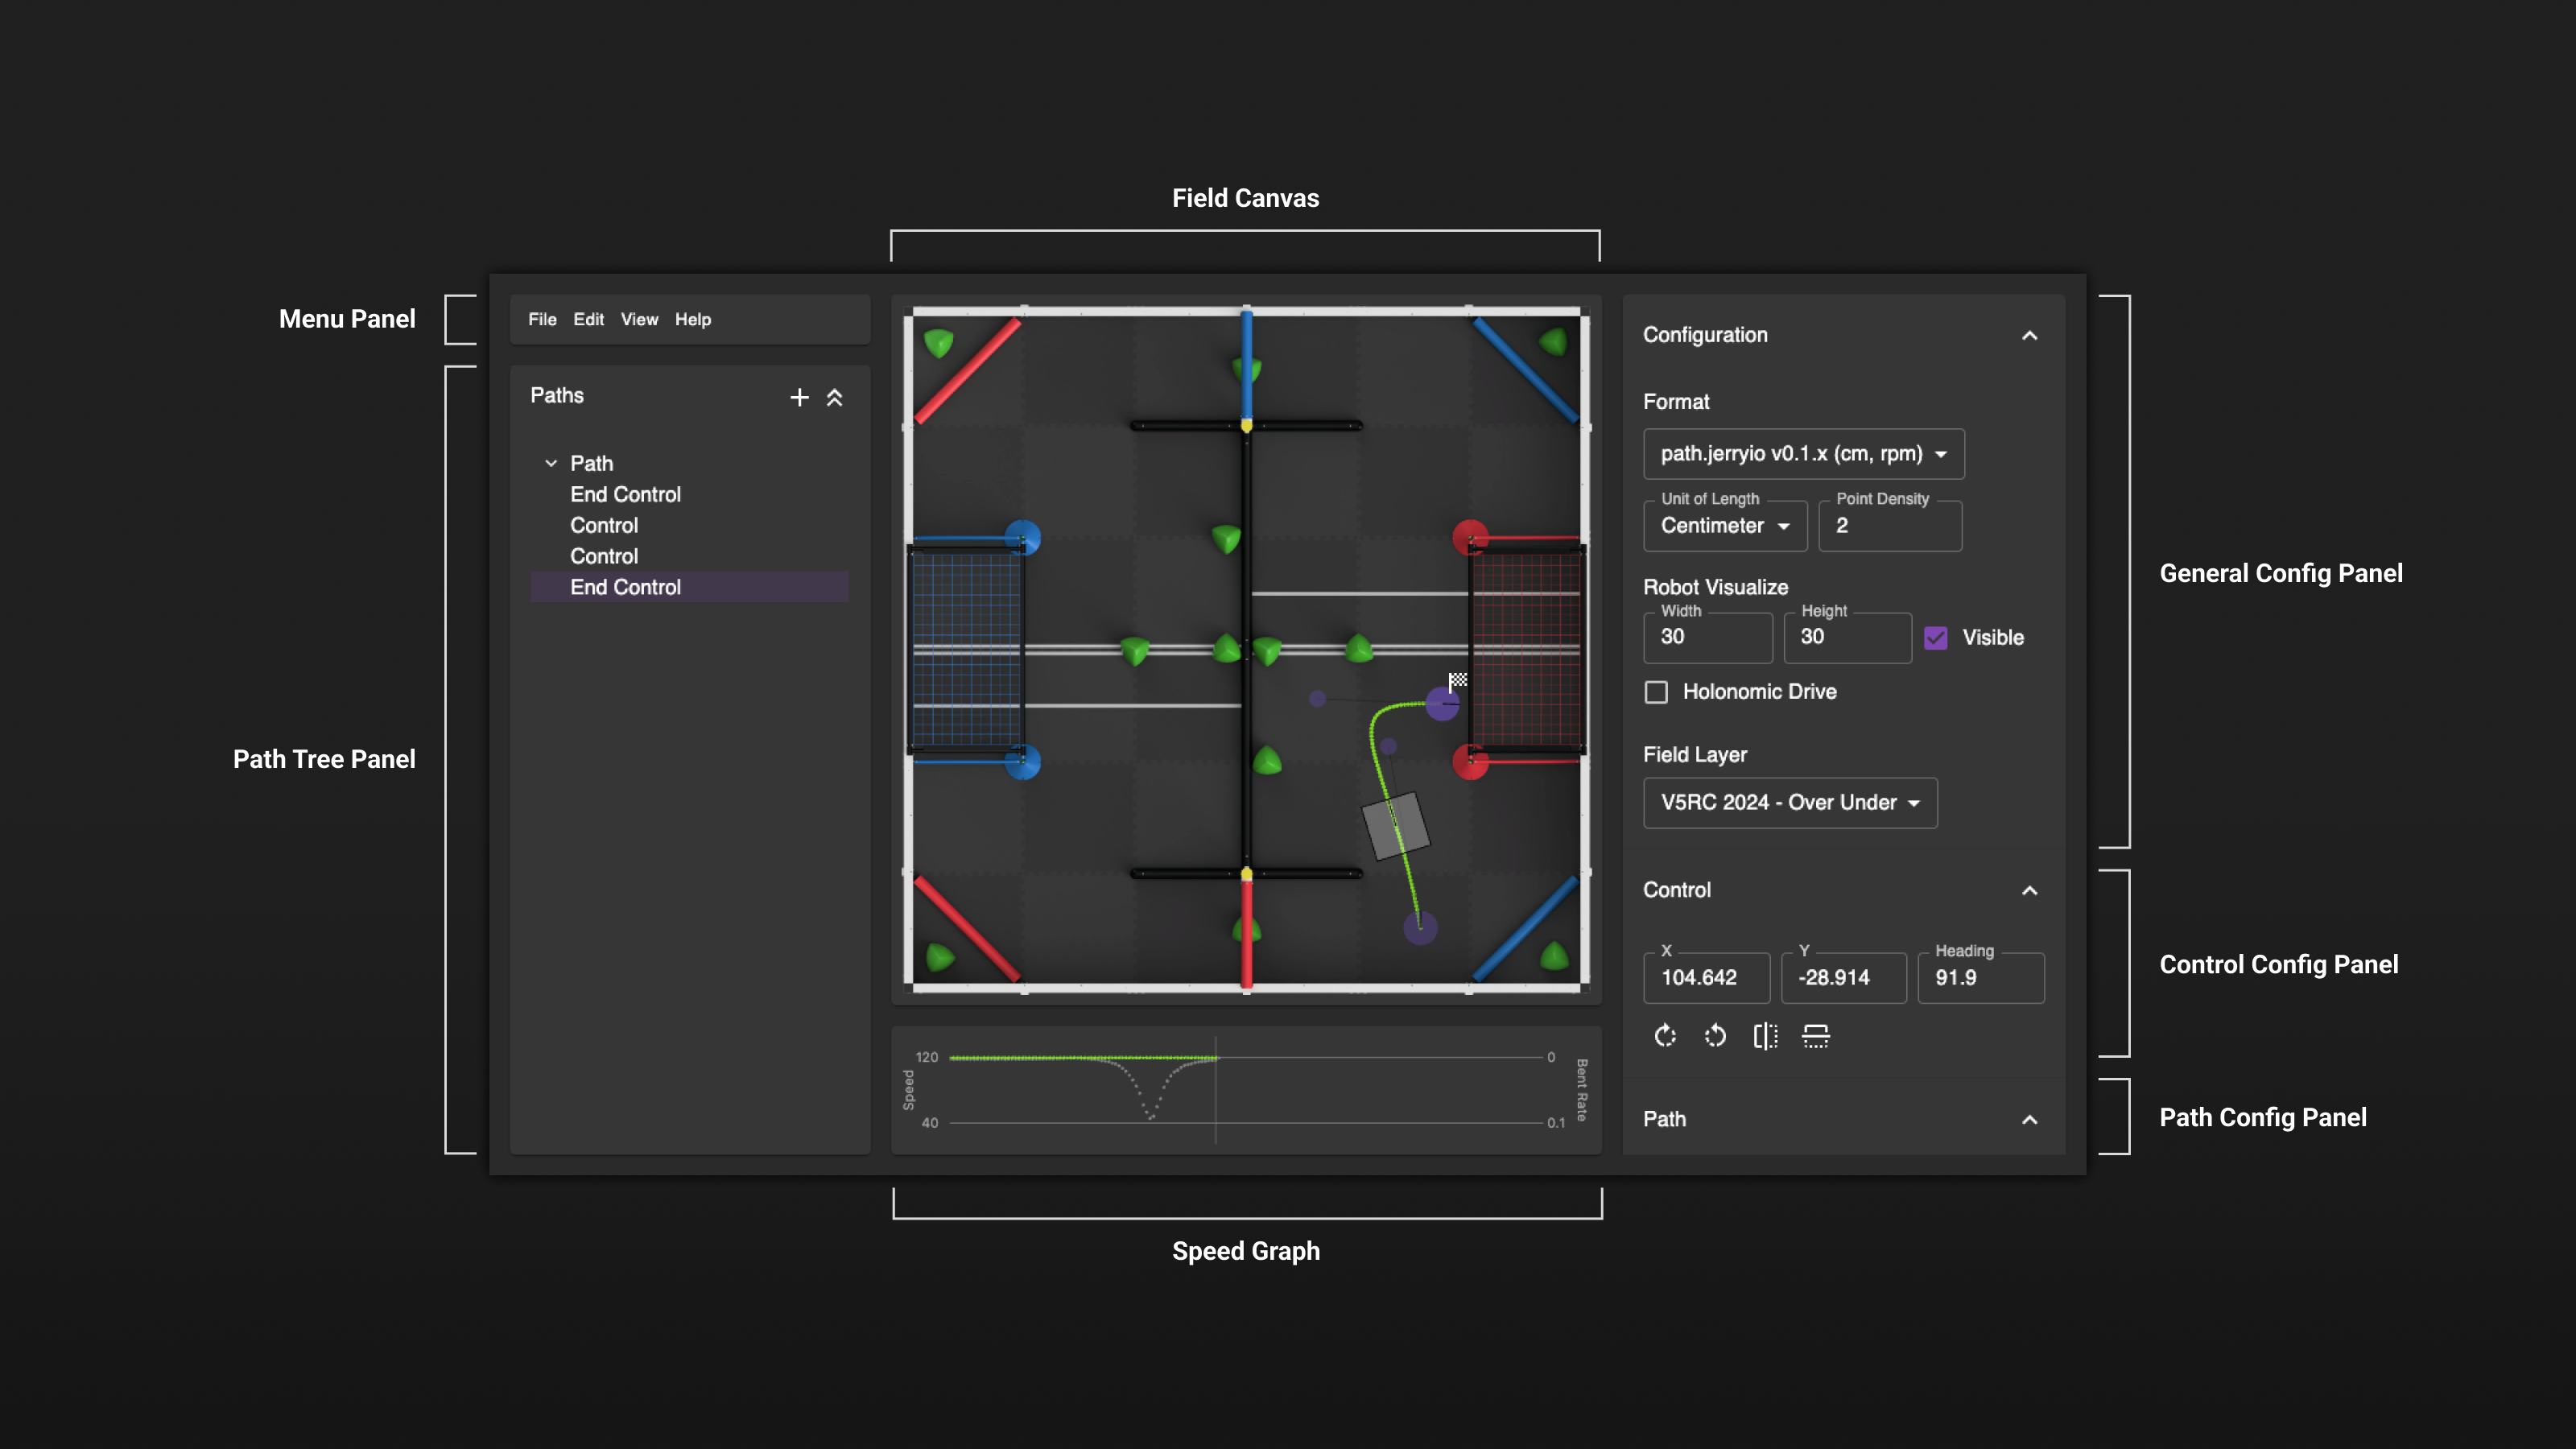 Field Canvas
Menu Panel
File Edit View Help
Path Tree Panel
Paths
Path
End Control
Control
Control
End Control
120
Speed
40
0
Bent Rate
0.1
Speed Graph
Configuration
Format
path.jerryio v0.1.x (cm, rpm)
Unit of Length
Centimeter
Point Density
2
Robot Visualize
Width
30
Height
30
Visible
Holonomic Drive
Field Layer
V5RC 2024 - Over Under
General Config Panel
Control
X
104.642
Y
-28.914
Heading
91.9
Control Config Panel
Path
Path Config Panel